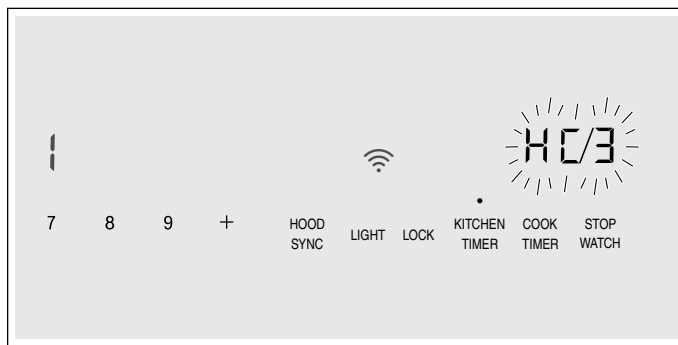 1
HC/3
7 8 9 + HOOD SYNC LIGHT LOCK KITCHEN TIMER COOK TIMER STOP WATCH